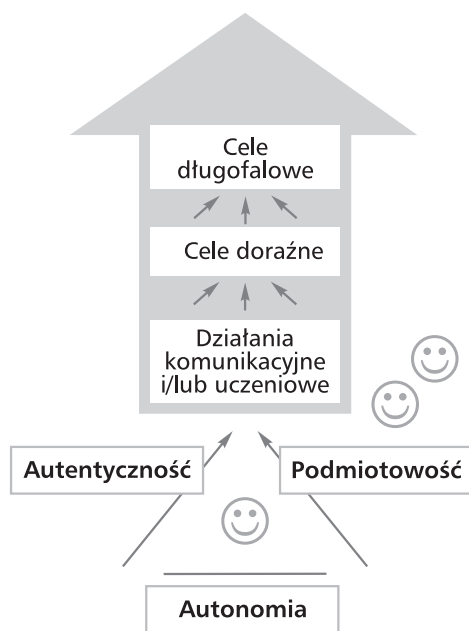 Cele
długofalowe
Cele doraźne
Działania
komunikacyjne
i/lub uczeniowe
Autentyczność
Podmiotowość
Autonomia